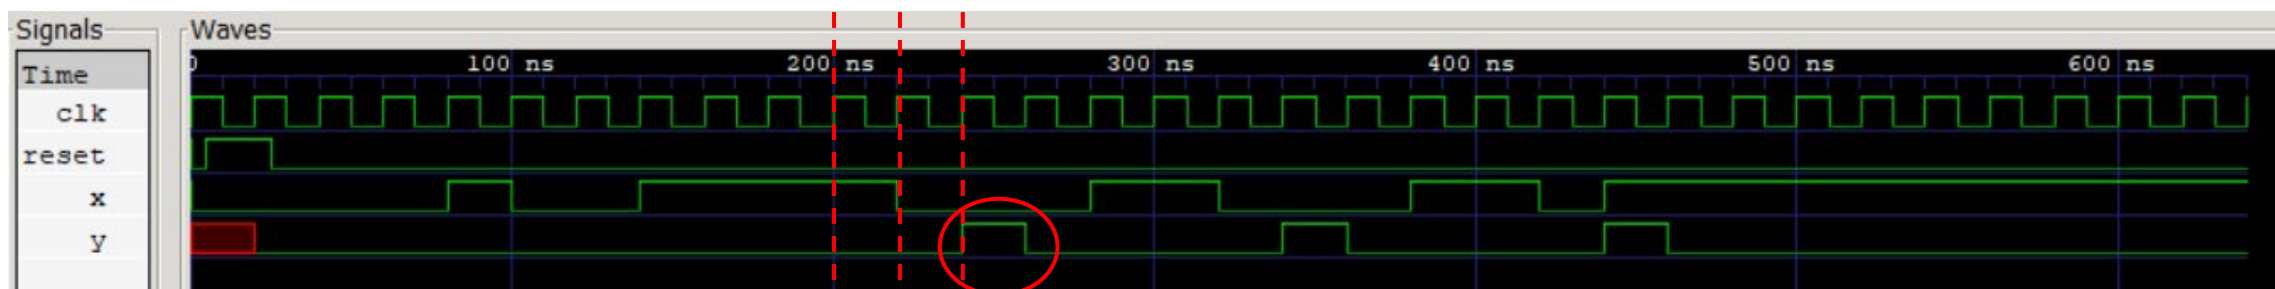 Signals
Waves
Time
0
100 ns
200 ns
300 ns
400 ns
500 ns
600 ns
clk
reset
x
y